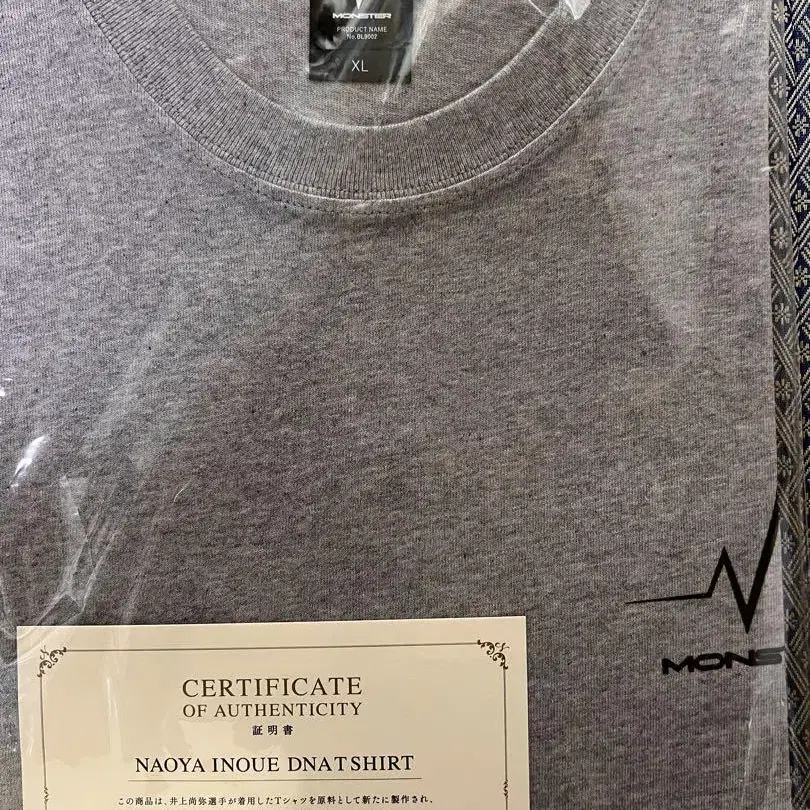 MONSTER
PRODUCT NAME
No.BL9002
XL
MONS
CERTIFICATE
OF AUTHENTICITY
証明書
NAOYA INOUE DNA T SHIRT
この商品は、井上尚弥選手が着用したTシャツを原料として新たに製作され、